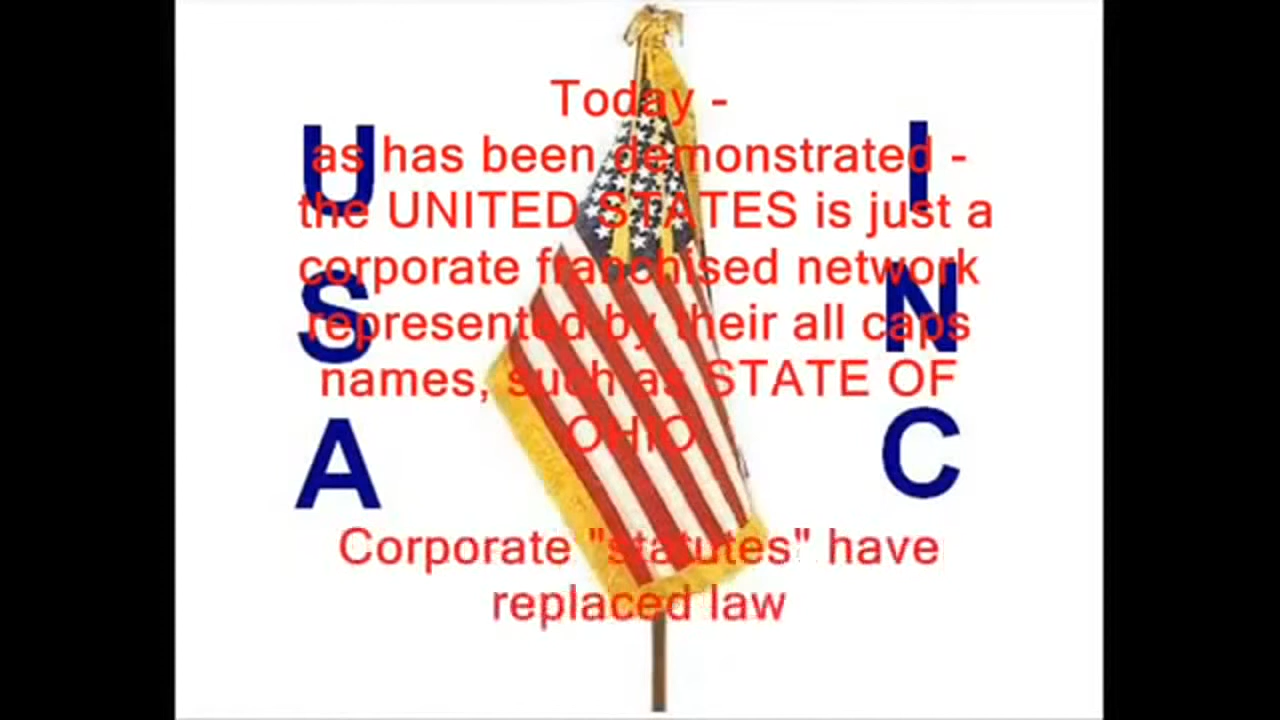 Today -
as has been demonstrated -
the UNITED STATES is just a
corporate franchised network
represented by their all caps
names, such as STATE OF
OHIO
Corporate "statutes" have
replaced law
U
S
A
I
N
C